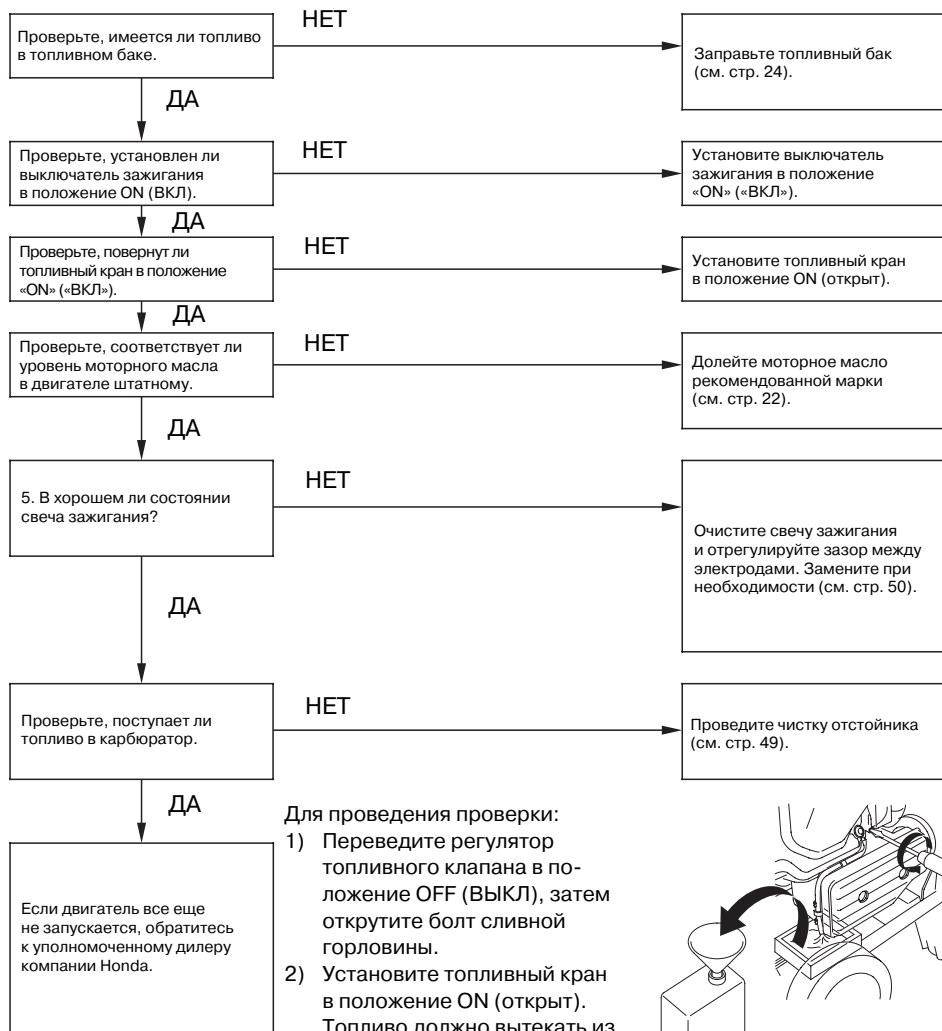 Проверьте, имеется ли топливо
в топливном баке.
НЕТ
Заправьте топливный бак
(см. стр. 24).
ДА
Проверьте, установлен ли
выключатель зажигания
в положение ON (ВКЛ).
НЕТ
Установите выключатель
зажигания в положение
«ON» («ВКЛ»).
ДА
Проверьте, повернут ли
топливный кран в положение
«ON» («ВКЛ»).
НЕТ
Установите топливный кран
в положение ON (открыт).
ДА
Проверьте, соответствует ли
уровень моторного масла
в двигателе штатному.
НЕТ
Долейте моторное масло
рекомендованной марки
(см. стр. 22).
ДА
5. В хорошем ли состоянии
свеча зажигания?
НЕТ
Очистите свечу зажигания
и отрегулируйте зазор между
электродами. Замените при
необходимости (см. стр. 50).
ДА
Проверьте, поступает ли
топливо в карбюратор.
НЕТ
Проведите чистку отстойника
(см. стр. 49).
ДА
Если двигатель все еще
не запускается, обратитесь
к уполномоченному дилеру
компании Honda.
Для проведения проверки:
1) Переведите регулятор
топливного клапана в по-
ложение OFF (ВЫКЛ), затем
открутите болт сливной
горловины.
2) Установите топливный кран
в положение ON (открыт).
Топливо должно вытекать из